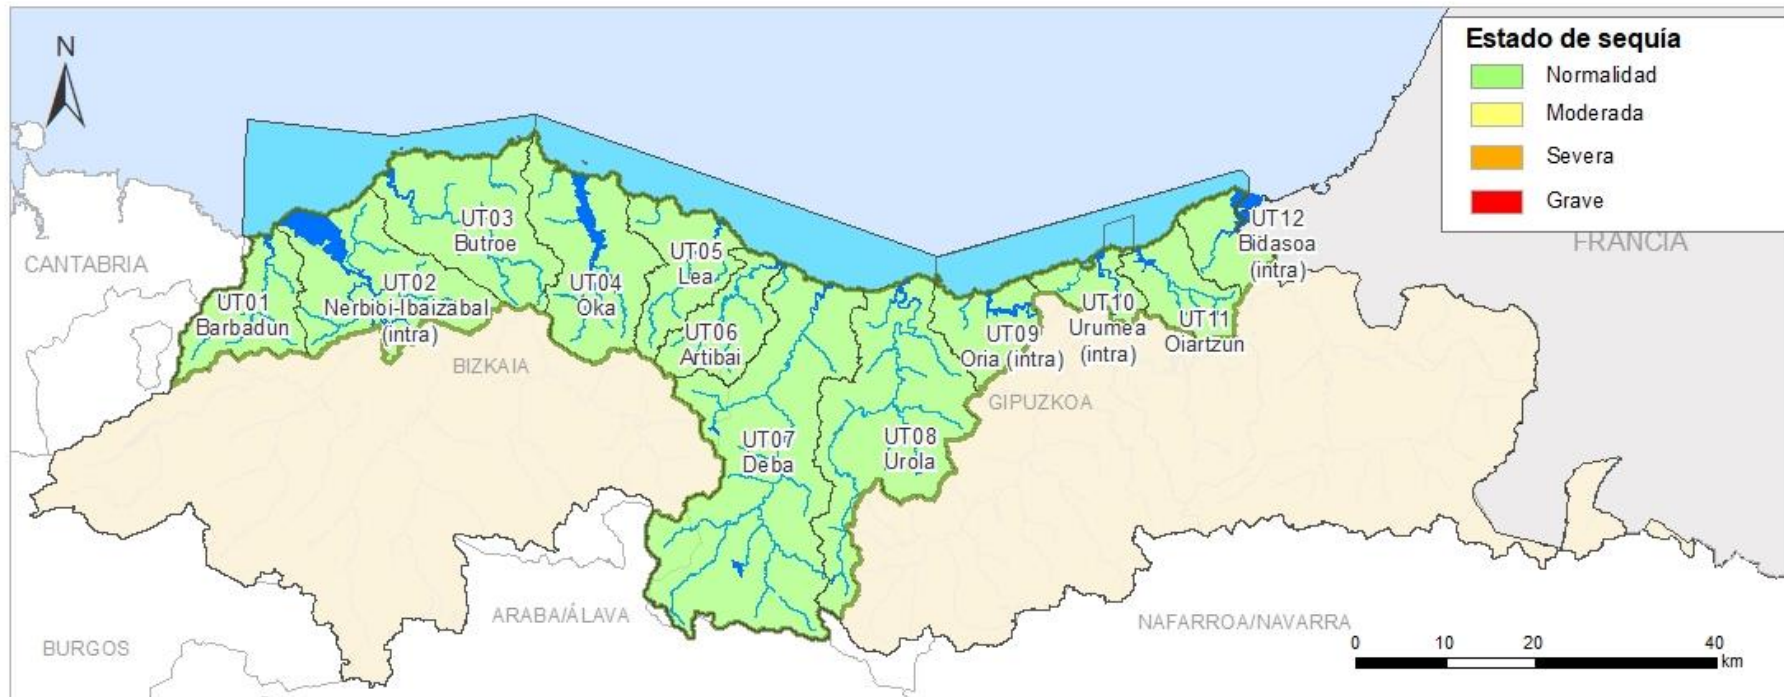 N
Estado de sequía
Normalidad
Moderada
Severa
Grave
CANTABRIA
FRANCIA
UT01
Barbadun
UT02
Nerbioi-Ibaizabal
(intra)
UT03
Butroe
UT04
Oka
UT05
Lea
UT06
Artibai
UT07
Deba
UT08
Urola
UT09
Oria (intra)
UT10
Urumea
(intra)
UT11
Oiartzun
UT12
Bidasoa
(intra)
BIZKAIA
GIPUZKOA
ARABA/ÁLAVA
NAFARROA/NAVARRA
BURGOS
0 10 20 40
km